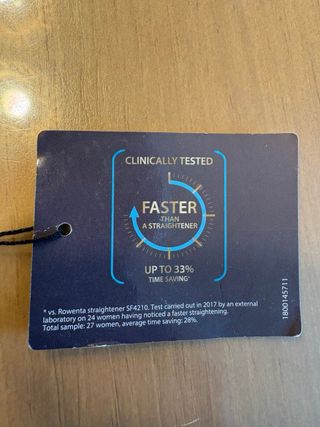 CLINICALLY TESTED
FASTER
THAN
A STRAIGHTENER
UP TO 33%
TIME SAVING*
* vs. Rowenta straightener SF4210. Test carried out in 2017 by an external
laboratory on 24 women having noticed a faster straightening.
Total sample: 27 women, average time saving: 28%.
1800145711